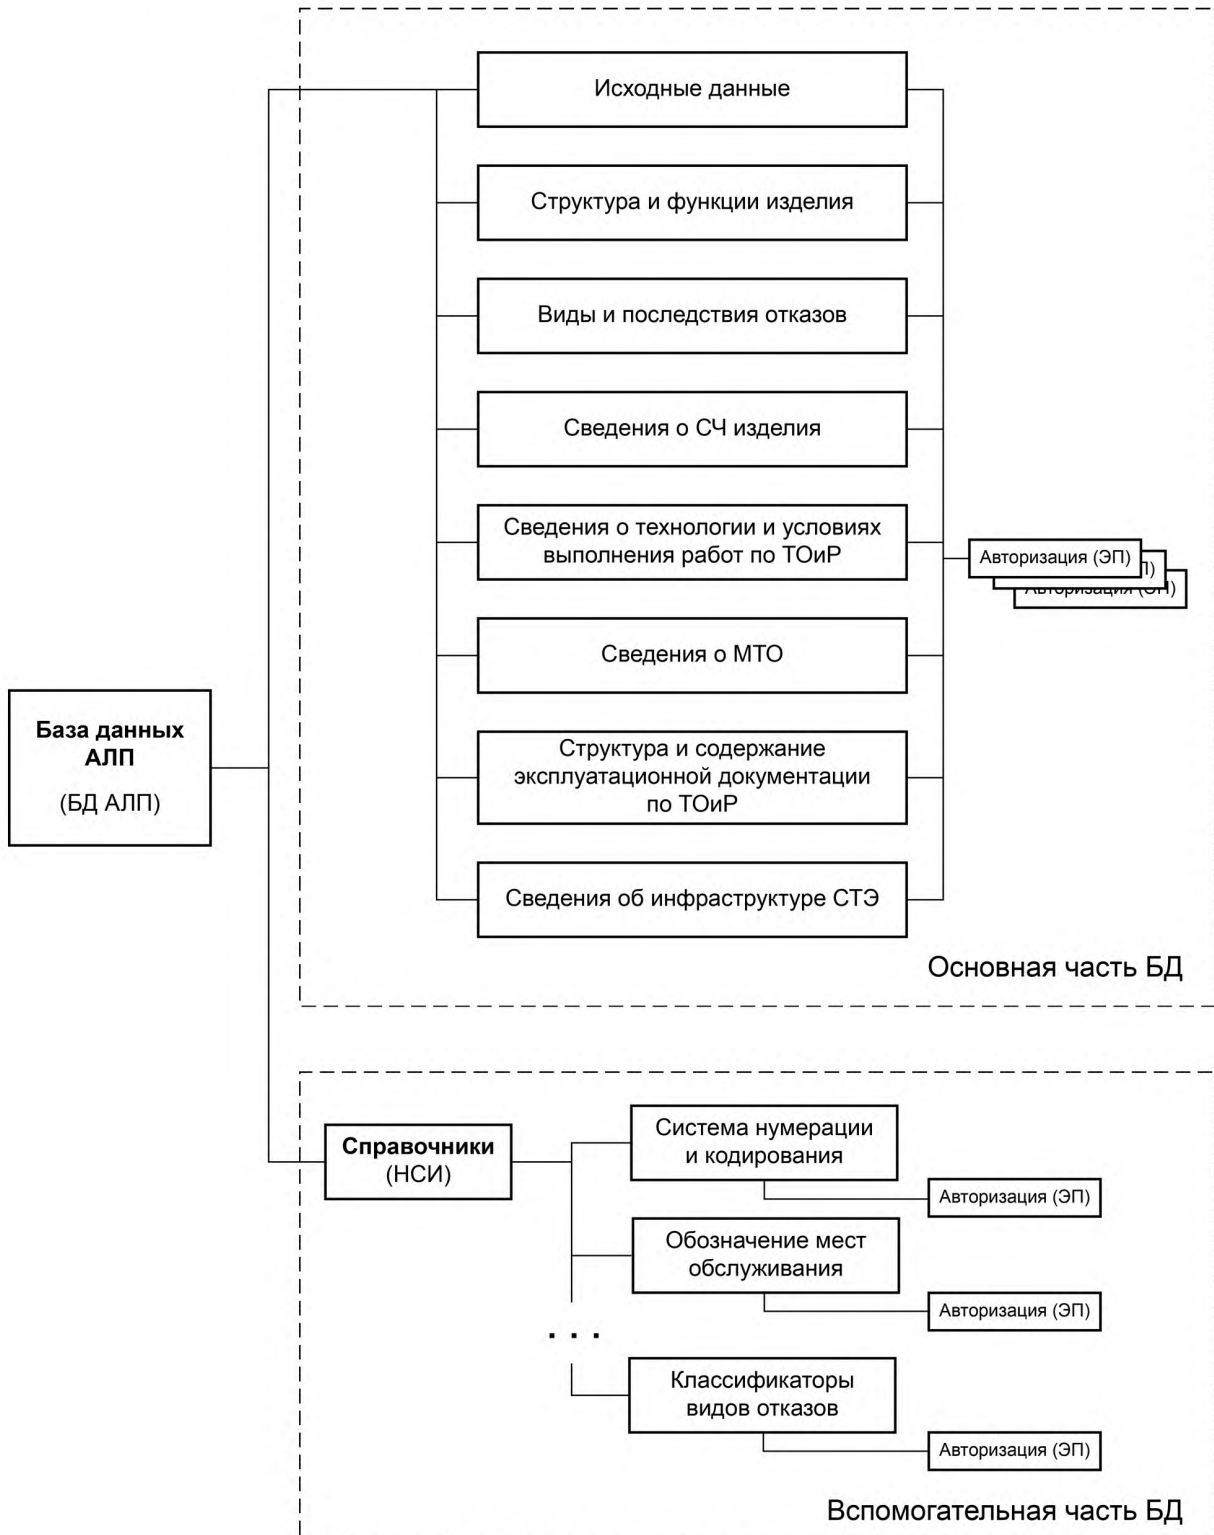 Исходные данные
Структура и функции изделия
Виды и последствия отказов
Сведения о СЧ изделия
Сведения о технологии и условиях
выполнения работ по ТОиР
Авторизация (ЭП)
Сведения о МТО
База данных
АЛП
(БД АЛП)
Структура и содержание
эксплуатационной документации
по ТОиР
Сведения об инфраструктуре СТЭ
Основная часть БД
Справочники
(НСИ)
Система нумерации
и кодирования
Авторизация (ЭП)
Обозначение мест
обслуживания
Авторизация (ЭП)
. . .
Классификаторы
видов отказов
Авторизация (ЭП)
Вспомогательная часть БД